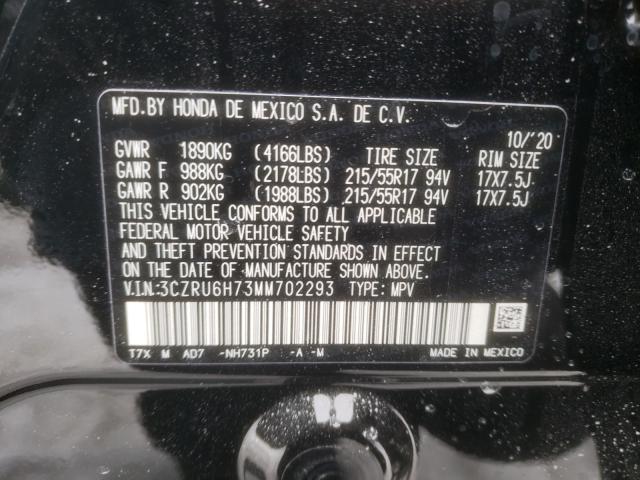 MFD.BY HONDA DE MEXICO S.A. DE C.V.
10/'20
GVWR 1890KG (4166LBS) TIRE SIZE RIM SIZE
GAWR F 988KG (2178LBS) 215/55R17 94V 17X7.5J
GAWR R 902KG (1988LBS) 215/55R17 94V 17X7.5J
THIS VEHICLE CONFORMS TO ALL APPLICABLE
FEDERAL MOTOR VEHICLE SAFETY
AND THEFT PREVENTION STANDARDS IN EFFECT
ON THE DATE OF MANUFACTURE SHOWN ABOVE.
V.I.N.:3CZRU6H73MM702293 TYPE: MPV
T7X M AD7 -NH731P -A -M MADE IN MEXICO